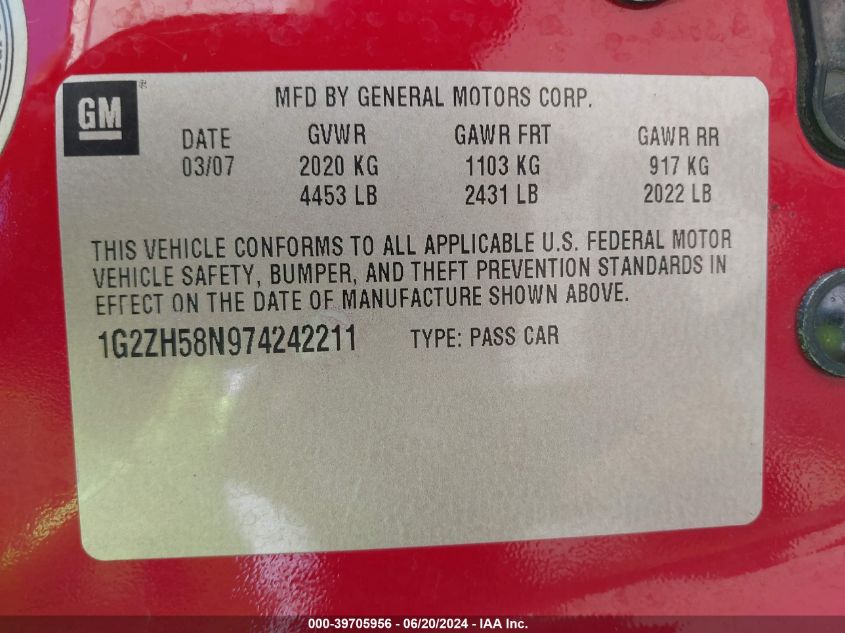 GM
MFD BY GENERAL MOTORS CORP.
DATE GVWR GAWR FRT GAWR RR
03/07 2020 KG 1103 KG 917 KG
4453 LB 2431 LB 2022 LB
THIS VEHICLE CONFORMS TO ALL APPLICABLE U.S. FEDERAL MOTOR
VEHICLE SAFETY, BUMPER, AND THEFT PREVENTION STANDARDS IN
EFFECT ON THE DATE OF MANUFACTURE SHOWN ABOVE.
1G2ZH58N974242211 TYPE: PASS CAR
000-39705956 - 06/20/2024 - IAA Inc.